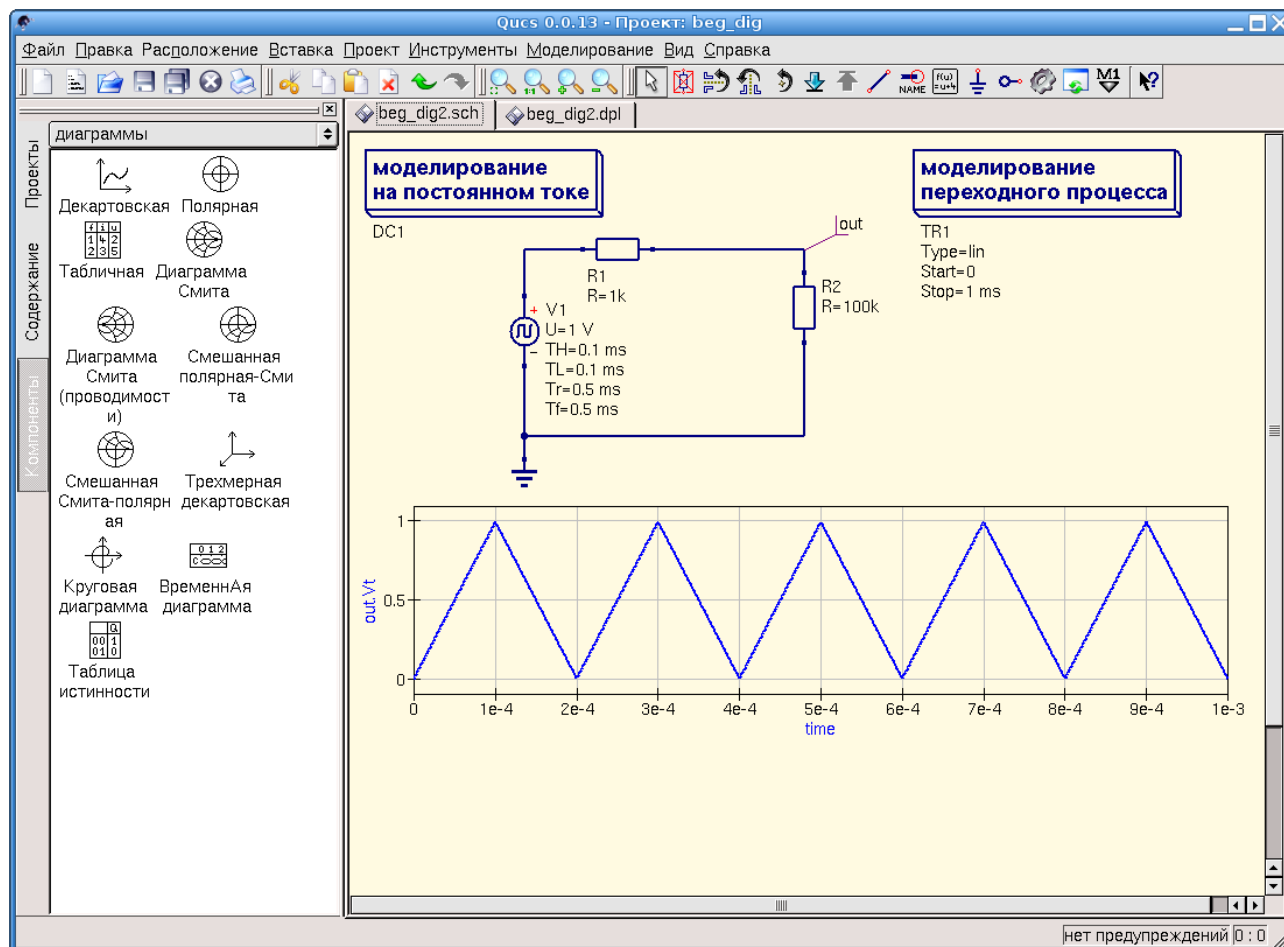 Qucs 0.0.13 - Проект: beg_dig
Файл Правка Расположение Вставка Проект Инструменты Моделирование Вид Справка
NAME
f(u)
=u+4
M1
диаграммы
beg_dig2.sch
beg_dig2.dpl
Проекты
Содержание
Компоненты
Декартовская
Полярная
Табличная
Диаграмма
Смита
Диаграмма
Смита
(проводимост
и)
Смешанная
полярная-Сми
та
Смешанная
Смита-полярн
ая
Трехмерная
декартовская
Круговая
диаграмма
ВременнАя
диаграмма
Таблица
истинности
моделирование
на постоянном токе
DC1
моделирование
переходного процесса
TR1
Type=lin
Start=0
Stop=1 ms
out
R1
R=1k
R2
R=100k
+ V1
U=1 V
TH=0.1 ms
TL=0.1 ms
Tr=0.5 ms
Tf=0.5 ms
1
0.5
0
out.Vt
0 1e-4 2e-4 3e-4 4e-4 5e-4 6e-4 7e-4 8e-4 9e-4 1e-3
time
нет предупреждений 0 : 0